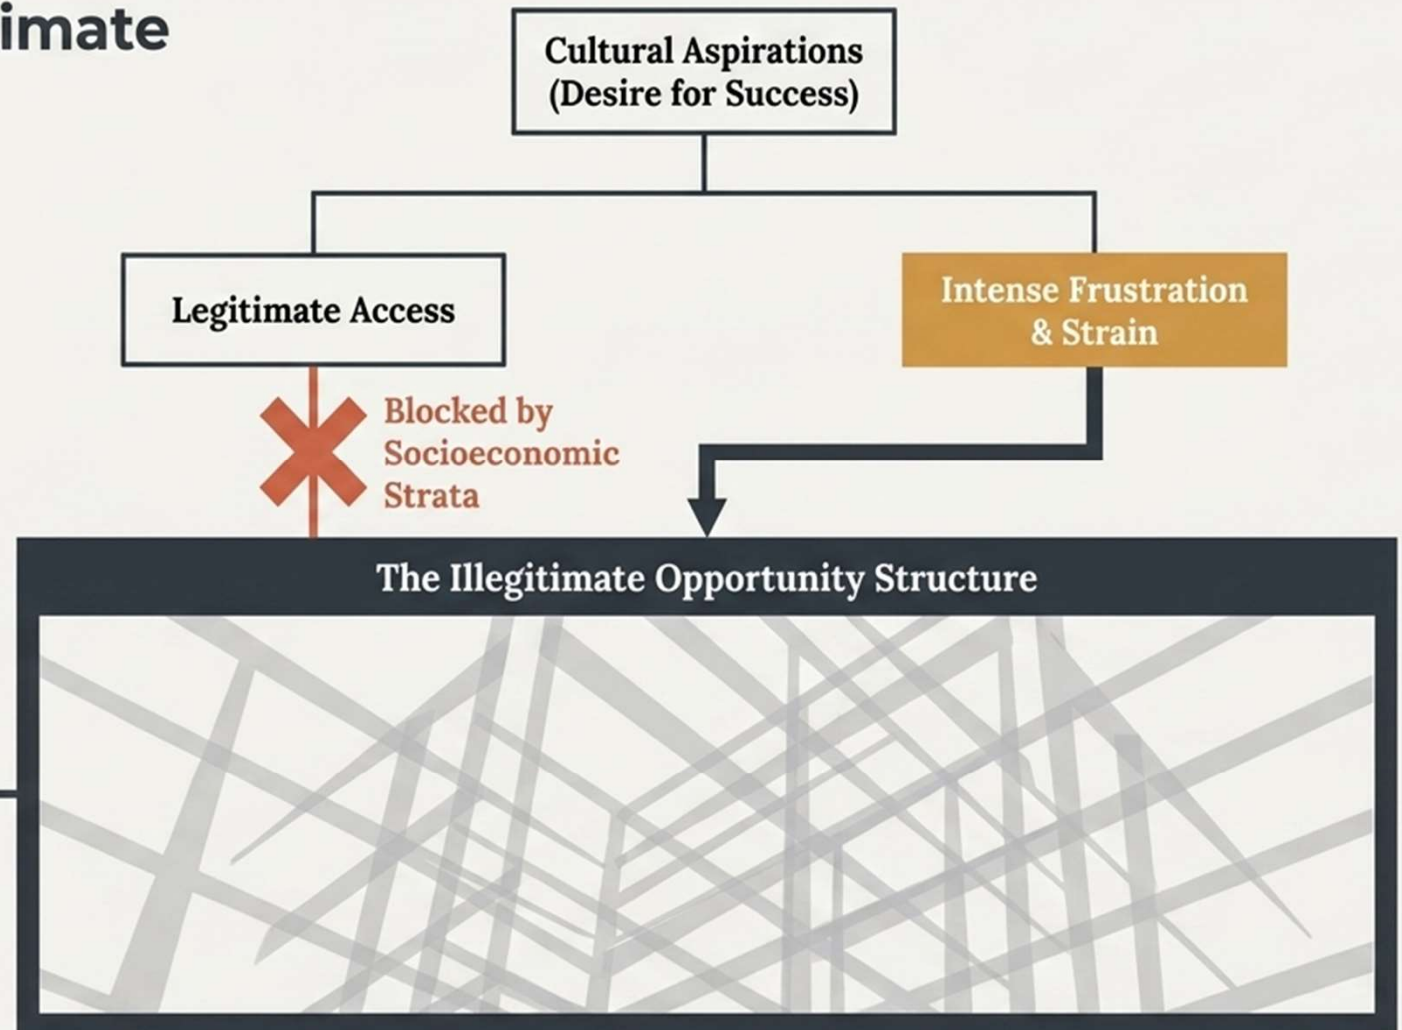 imate
Cultural Aspirations
(Desire for Success)
Legitimate Access
Intense Frustration
& Strain
Blocked by
Socioeconomic
Strata
The Illegitimate Opportunity Structure